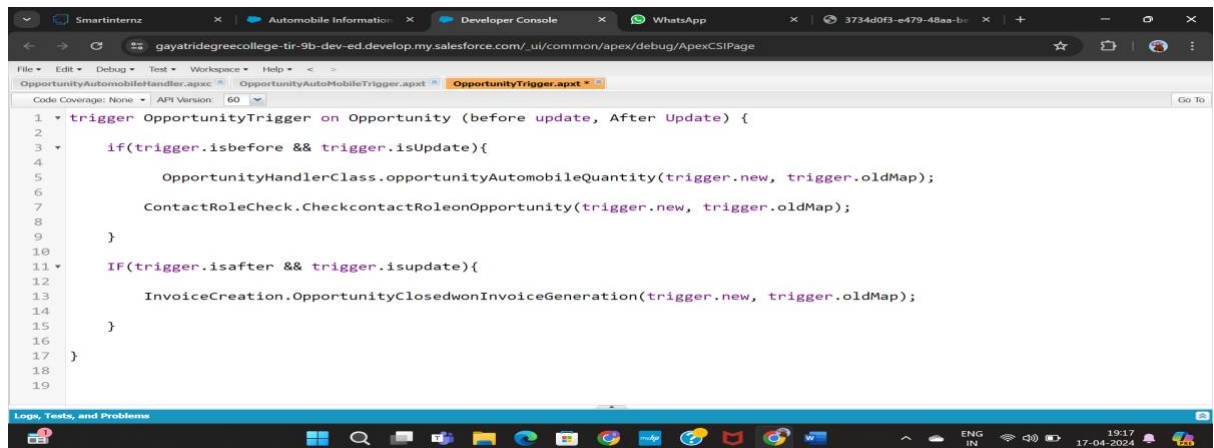 Smartinternz
Automobile Information
Developer Console
WhatsApp
3734d0f3-e479-48aa-be
gayatridegreecollege-tir-9b-dev-ed.develop.my.salesforce.com/_ui/common/apex/debug/ApexCSIPage
File Edit Debug Test Workspace Help < >
OpportunityAutomobileHandler.apxc OpportunityAutoMobileTrigger.apxt OpportunityTrigger.apxt *
Code Coverage: None API Version: 60 Go To
1 trigger OpportunityTrigger on Opportunity (before update, After Update) {
2
3 if(trigger.isbefore && trigger.isUpdate){
4
5 OpportunityHandlerClass.opportunityAutomobileQuantity(trigger.new, trigger.oldMap);
6
7 ContactRoleCheck.CheckcontactRoleonOpportunity(trigger.new, trigger.oldMap);
8
9 }
10
11 IF(trigger.isafter && trigger.isupdate){
12
13 InvoiceCreation.OpportunityClosedwonInvoiceGeneration(trigger.new, trigger.oldMap);
14
15 }
16
17 }
18
19
Logs, Tests, and Problems
ENG
IN
19:17
17-04-2024